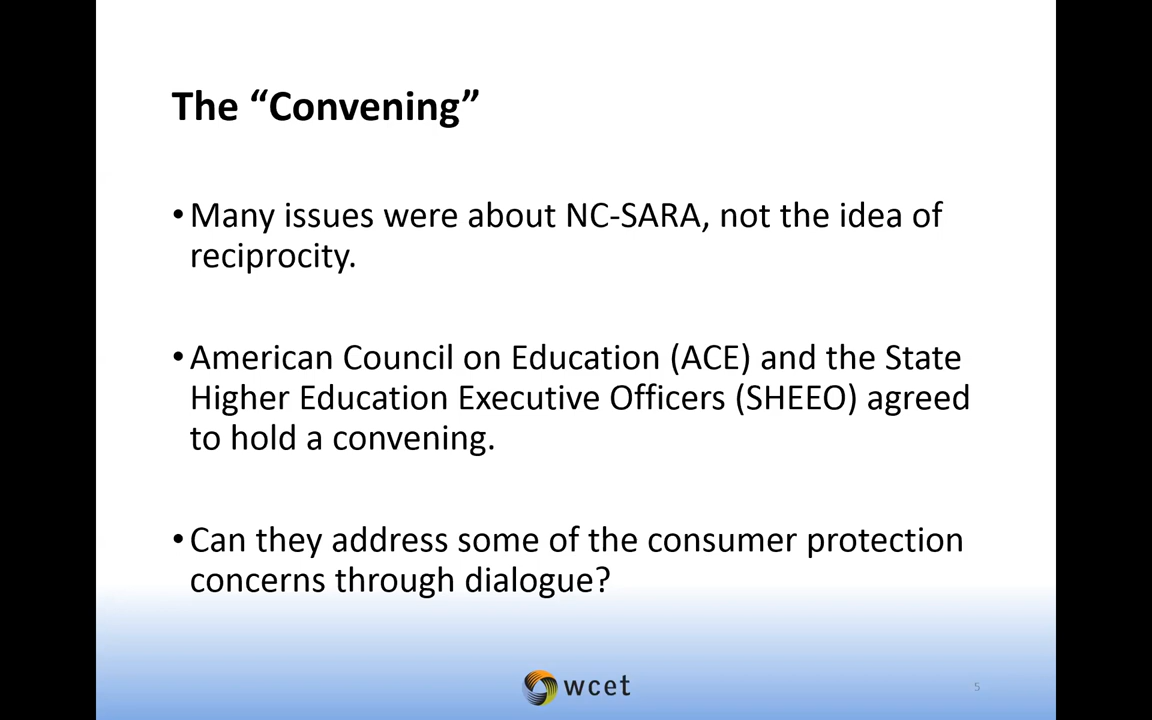 The “Convening”
•Many issues were about NC-SARA, not the idea of
reciprocity.
•American Council on Education (ACE) and the State
Higher Education Executive Officers (SHEEO) agreed
to hold a convening.
•Can they address some of the consumer protection
concerns through dialogue?
wcet
5